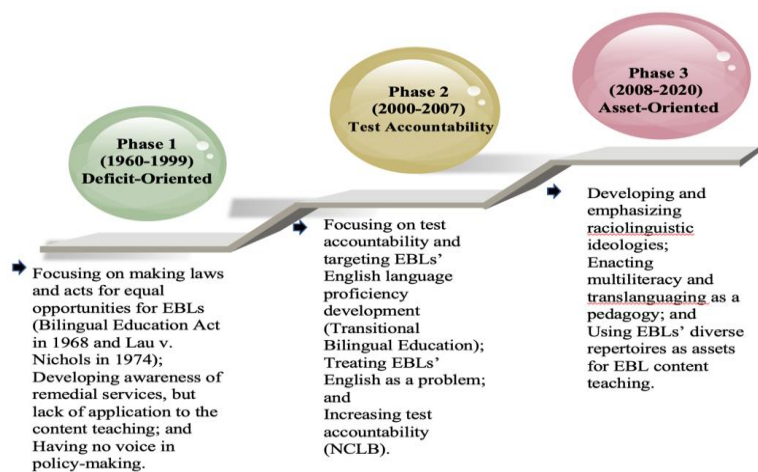 Phase 1
(1960-1999)
Deficit-Oriented
Focusing on making laws
and acts for equal
opportunities for EBLs
(Bilingual Education Act
in 1968 and Lau v.
Nichols in 1974);
Developing awareness of
remedial services, but
lack of application to the
content teaching; and
Having no voice in
policy-making.
Phase 2
(2000-2007)
Test Accountability
Focusing on test
accountability and
targeting EBLs'
English language
proficiency
development
(Transitional
Bilingual Education);
Treating EBLs'
English as a problem;
and
Increasing test
accountability
(NCLB).
Phase 3
(2008-2020)
Asset-Oriented
Developing and
emphasizing
raciolinguistic
ideologies;
Enacting
multiliteracy and
translanguaging as a
pedagogy; and
Using EBLs' diverse
repertoires as assets
for EBL content
teaching.